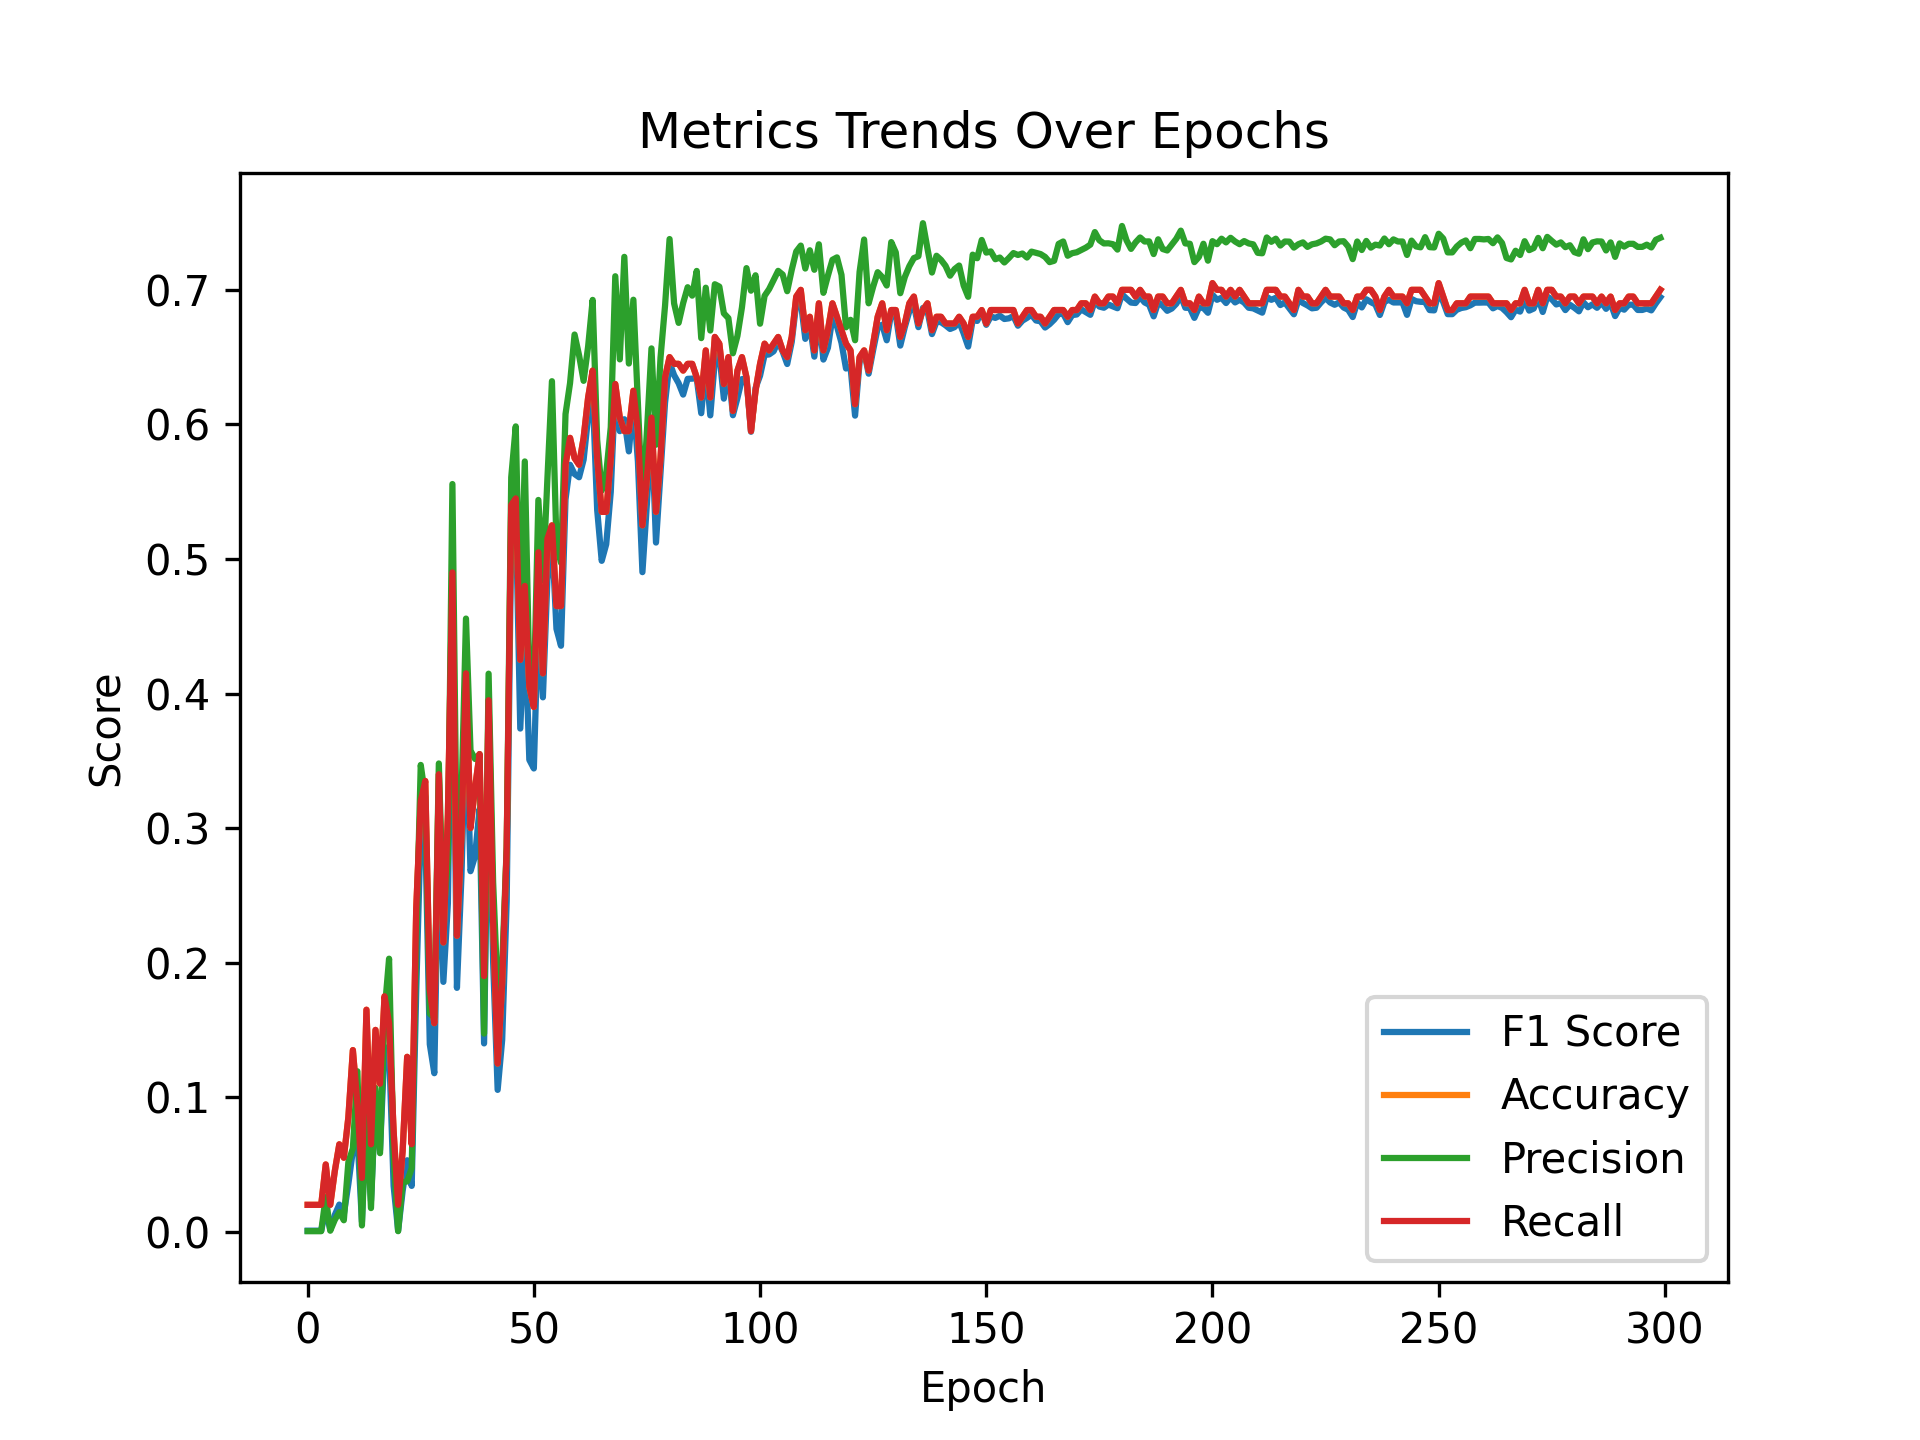 Metrics Trends Over Epochs
Score
0.7
0.6
0.5
0.4
0.3
0.2
0.1
0.0
0 50 100 150 200 250 300
Epoch
F1 Score
Accuracy
Precision
Recall